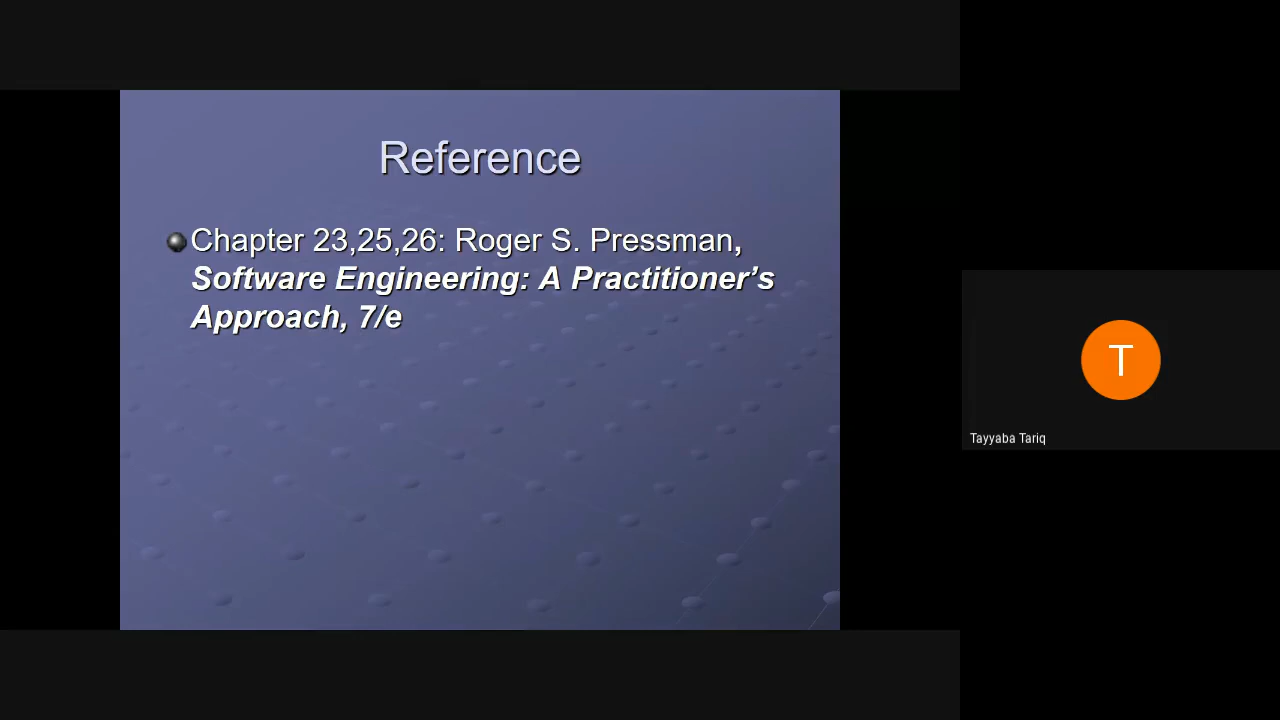 Reference
Chapter 23,25,26: Roger S. Pressman,
Software Engineering: A Practitioner’s
Approach, 7/e
T
Tayyaba Tariq